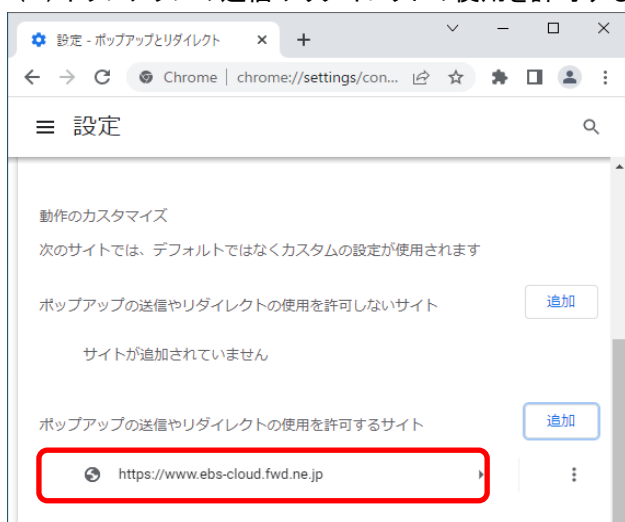 設定 - ポップアップとリダイレクト
Chrome | chrome://settings/con...
設定
動作のカスタマイズ
次のサイトでは、デフォルトではなくカスタムの設定が使用されます
ポップアップの送信やリダイレクトの使用を許可しないサイト
追加
サイトが追加されていません
ポップアップの送信やリダイレクトの使用を許可するサイト
追加
https://www.ebs-cloud.fwd.ne.jp